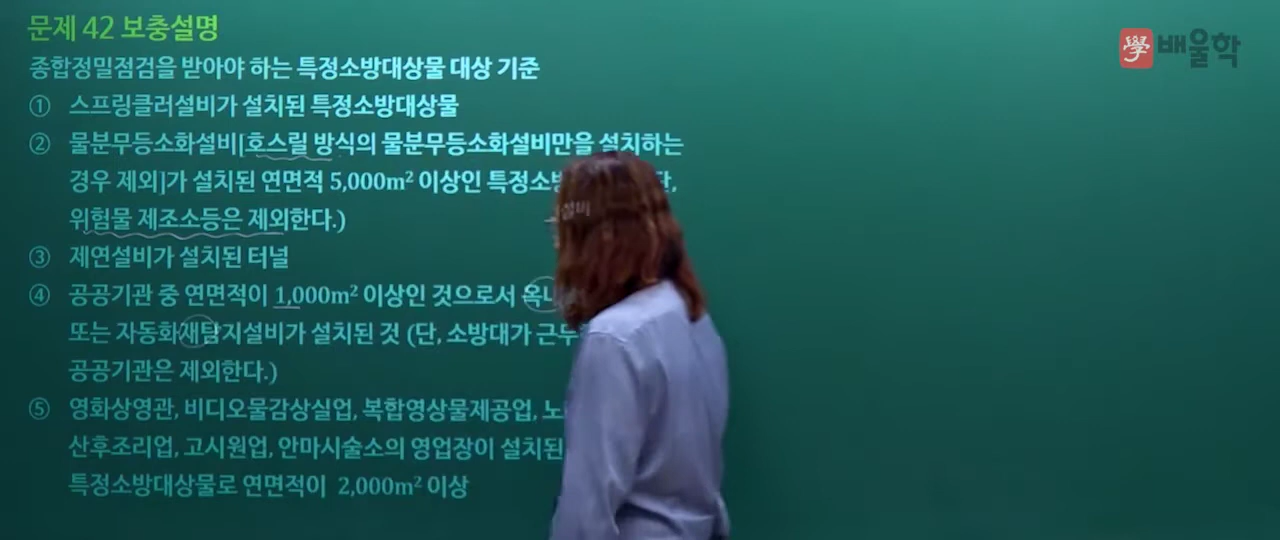 문제 42 보충설명
學 배울학
종합정밀점검을 받아야 하는 특정소방대상물 대상 기준
① 스프링클러설비가 설치된 특정소방대상물
② 물분무등소화설비[호스릴 방식의 물분무등소화설비만을 설치하는
경우 제외]가 설치된 연면적 5,000m² 이상인
위험물 제조소등은 제외한다.)
③ 제연설비가 설치된 터널
④ 공공기관 중 연면적이 1,000m² 이상인 것으로서
또는 자동화재탐지설비가 설치된 것 (단, 소방대가
공공기관은 제외한다.)
⑤ 영화상영관, 비디오물감상실업, 복합영상물제공업,
산후조리업, 고시원업, 안마시술소의 영업장이 설치된
특정소방대상물로 연면적이 2,000m² 이상